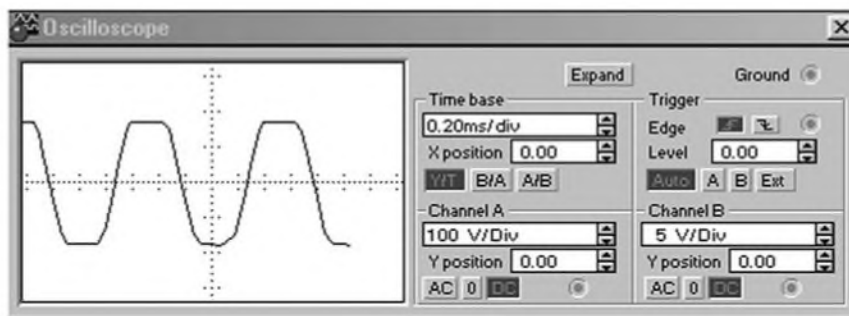 Oscilloscope
Expand
Ground
Time base
0.20ms/div
X position 0.00
Y/T B/A A/B
Trigger
Edge
Level 0.00
Auto A B Ext
Channel A
100 V/Div
Y position 0.00
AC 0 DC
Channel B
5 V/Div
Y position 0.00
AC 0 DC